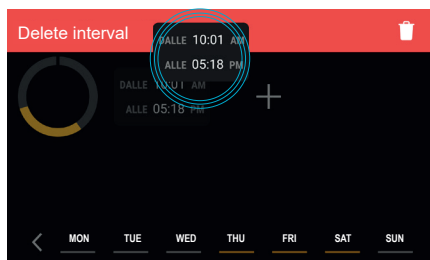 Delete interval
DALLE 10:01 AM
ALLE 05:18 PM
DALLE 10:01 AM
ALLE 05:18 PM
MON TUE WED THU FRI SAT SUN